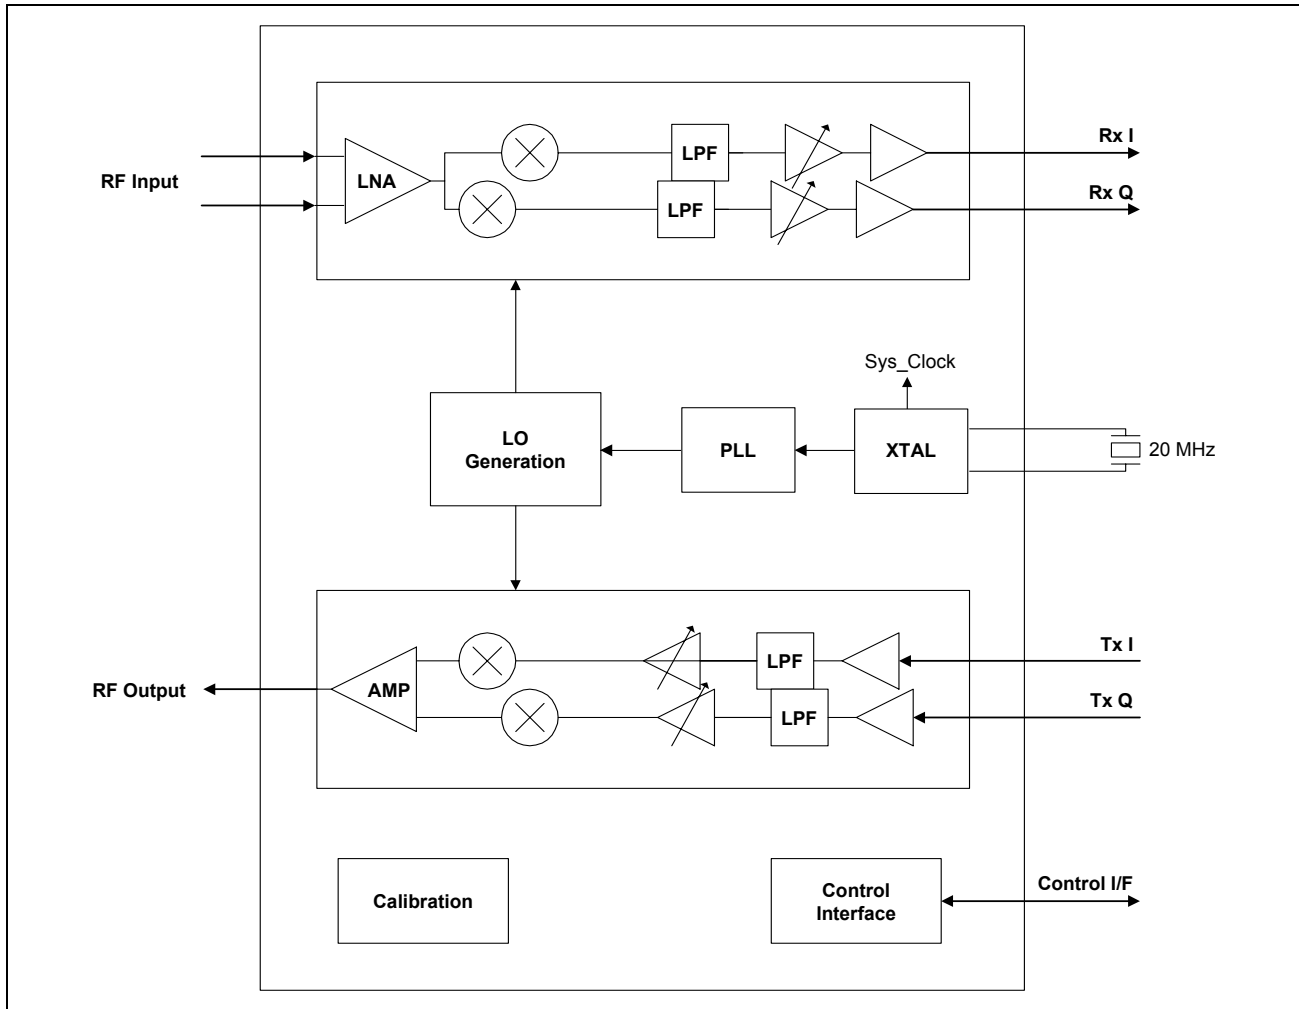 Rx I
LPF
RF Input
LNA
Rx Q
LPF
Sys_Clock
LO
Generation
PLL
XTAL
20 MHz
Tx I
LPF
RF Output
AMP
Tx Q
LPF
Calibration
Control
Interface
Control I/F